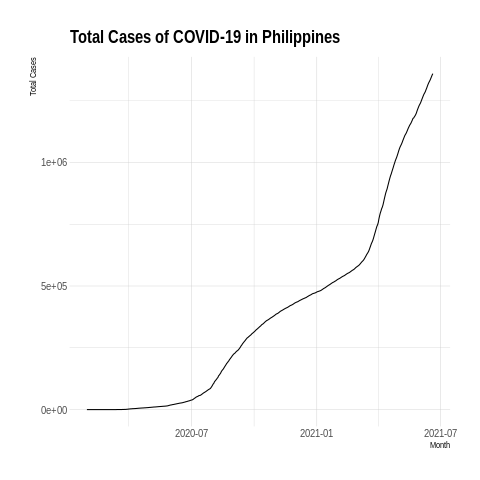 Total Cases of COVID-19 in Philippines
Total Cases
1e+06
5e+05
0e+00
2020-07
2021-01
2021-07
Month